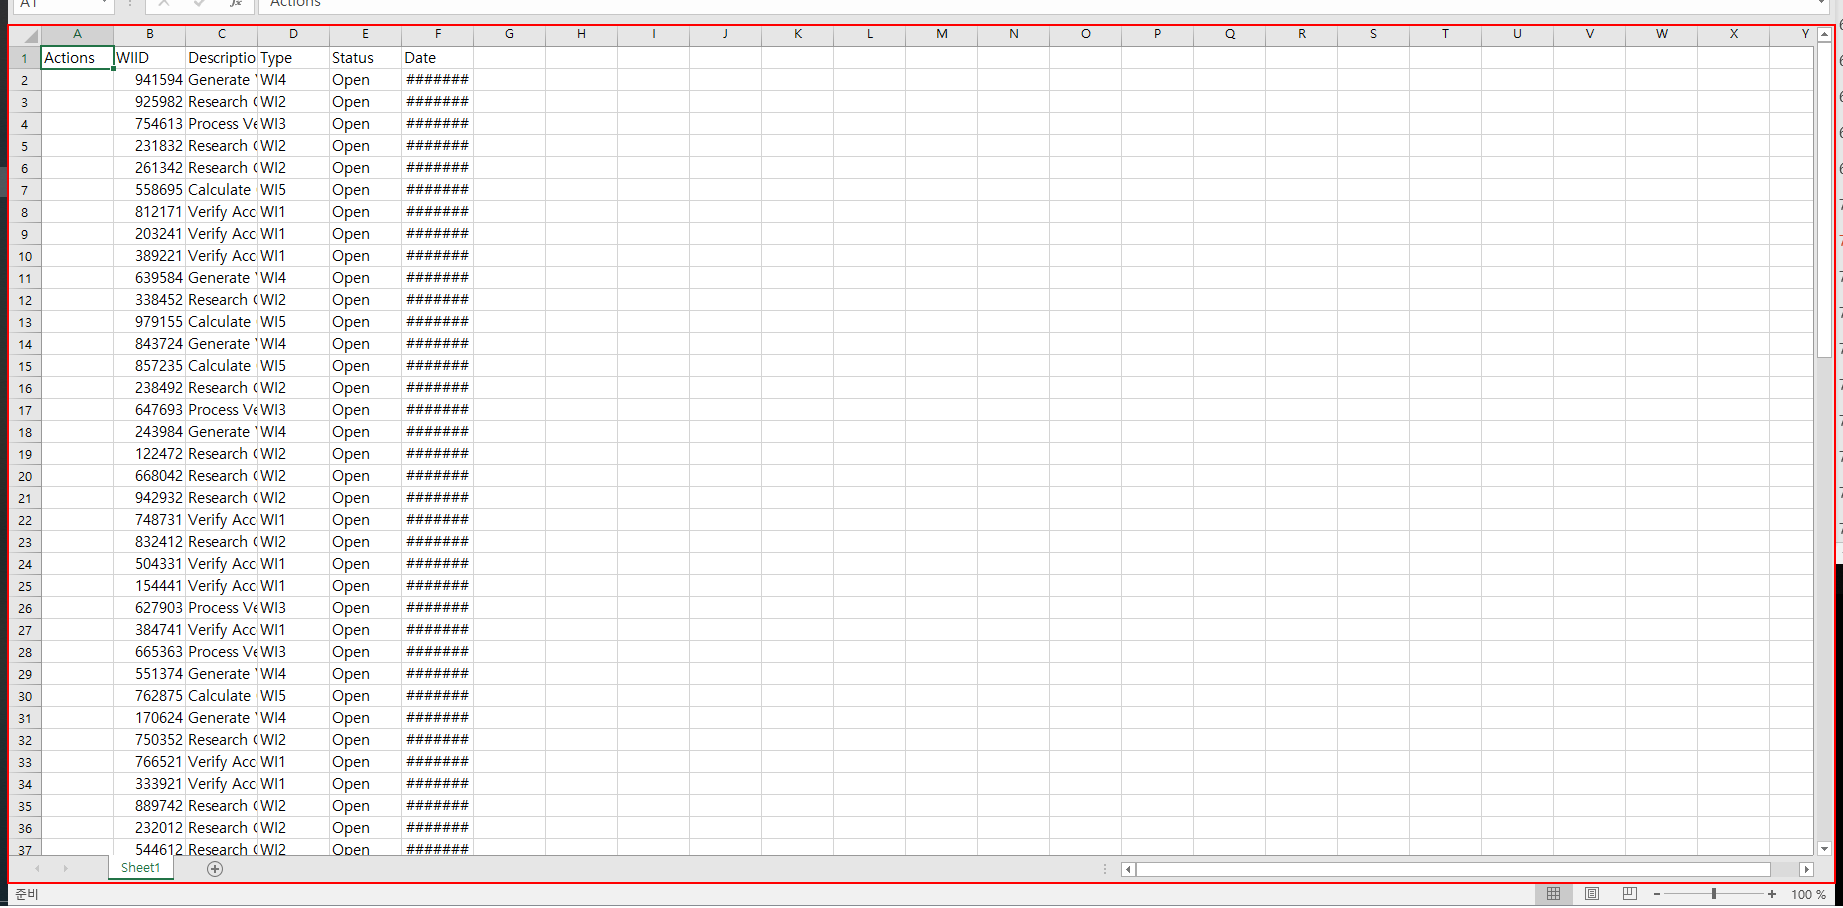 A1 Actions
A B C D E F G H I J K L M N O P Q R S T U V W X Y
1 Actions WIID Descriptio Type Status Date
2 941594 Generate WI4 Open #######
3 925982 Research WI2 Open #######
4 754613 Process Ve WI3 Open #######
5 231832 Research WI2 Open #######
6 261342 Research WI2 Open #######
7 558695 Calculate WI5 Open #######
8 812171 Verify Acc WI1 Open #######
9 203241 Verify Acc WI1 Open #######
10 389221 Verify Acc WI1 Open #######
11 639584 Generate WI4 Open #######
12 338452 Research WI2 Open #######
13 979155 Calculate WI5 Open #######
14 843724 Generate WI4 Open #######
15 857235 Calculate WI5 Open #######
16 238492 Research WI2 Open #######
17 647693 Process Ve WI3 Open #######
18 243984 Generate WI4 Open #######
19 122472 Research WI2 Open #######
20 668042 Research WI2 Open #######
21 942932 Research WI2 Open #######
22 748731 Verify Acc WI1 Open #######
23 832412 Research WI2 Open #######
24 504331 Verify Acc WI1 Open #######
25 154441 Verify Acc WI1 Open #######
26 627903 Process Ve WI3 Open #######
27 384741 Verify Acc WI1 Open #######
28 665363 Process Ve WI3 Open #######
29 551374 Generate WI4 Open #######
30 762875 Calculate WI5 Open #######
31 170624 Generate WI4 Open #######
32 750352 Research WI2 Open #######
33 766521 Verify Acc WI1 Open #######
34 333921 Verify Acc WI1 Open #######
35 889742 Research WI2 Open #######
36 232012 Research WI2 Open #######
37 544612 Research WI2 Open #######
Sheet1
준비 100 %